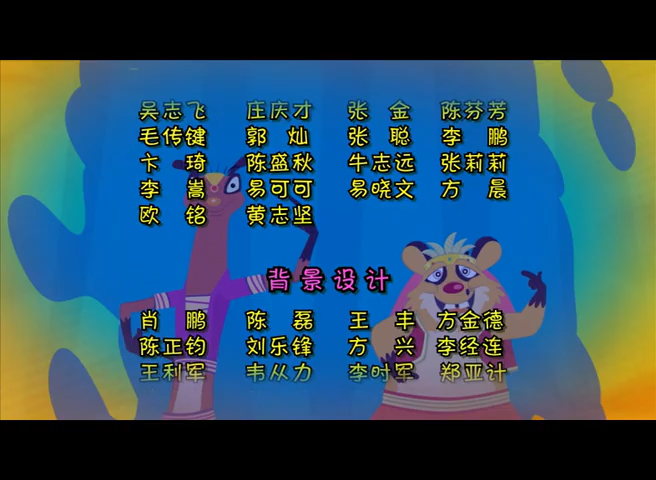 吴志飞 庄庆才 张金 陈芬芳
毛传键 郭灿 张聪 李鹏
卞琦 陈盛秋 牛志远 张莉莉
李嵩 易可可 易晓文 方晨
欧铭 黄志坚
背景设计
肖鹏 陈磊 王丰 方金德
陈正钧 刘乐锋 方兴 李经连
王利军 韦从力 李时军 郑亚计